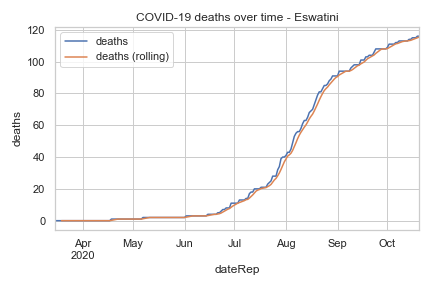 COVID-19 deaths over time - Eswatini
deaths
deaths (rolling)
120
100
80
60
40
20
0
deaths
Apr
2020
May
Jun
Jul
Aug
Sep
Oct
dateRep